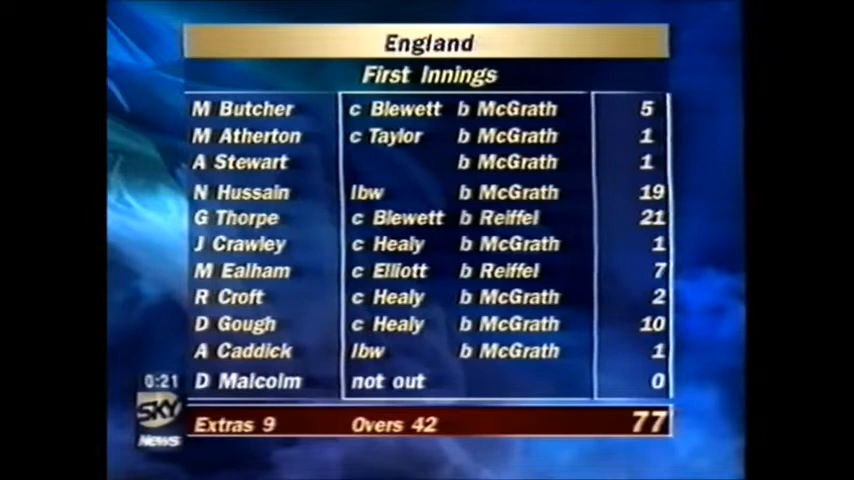 England
First Innings
M Butcher c Blewett b McGrath 5
M Atherton c Taylor b McGrath 1
A Stewart b McGrath 1
N Hussain lbw b McGrath 19
G Thorpe c Blewett b Reiffel 21
J Crawley c Healy b McGrath 1
M Ealham c Elliott b Reiffel 7
R Croft c Healy b McGrath 2
D Gough c Healy b McGrath 10
A Caddick lbw b McGrath 1
D Malcolm not out 0
Extras 9 Overs 42 77
0:21
SKY
News